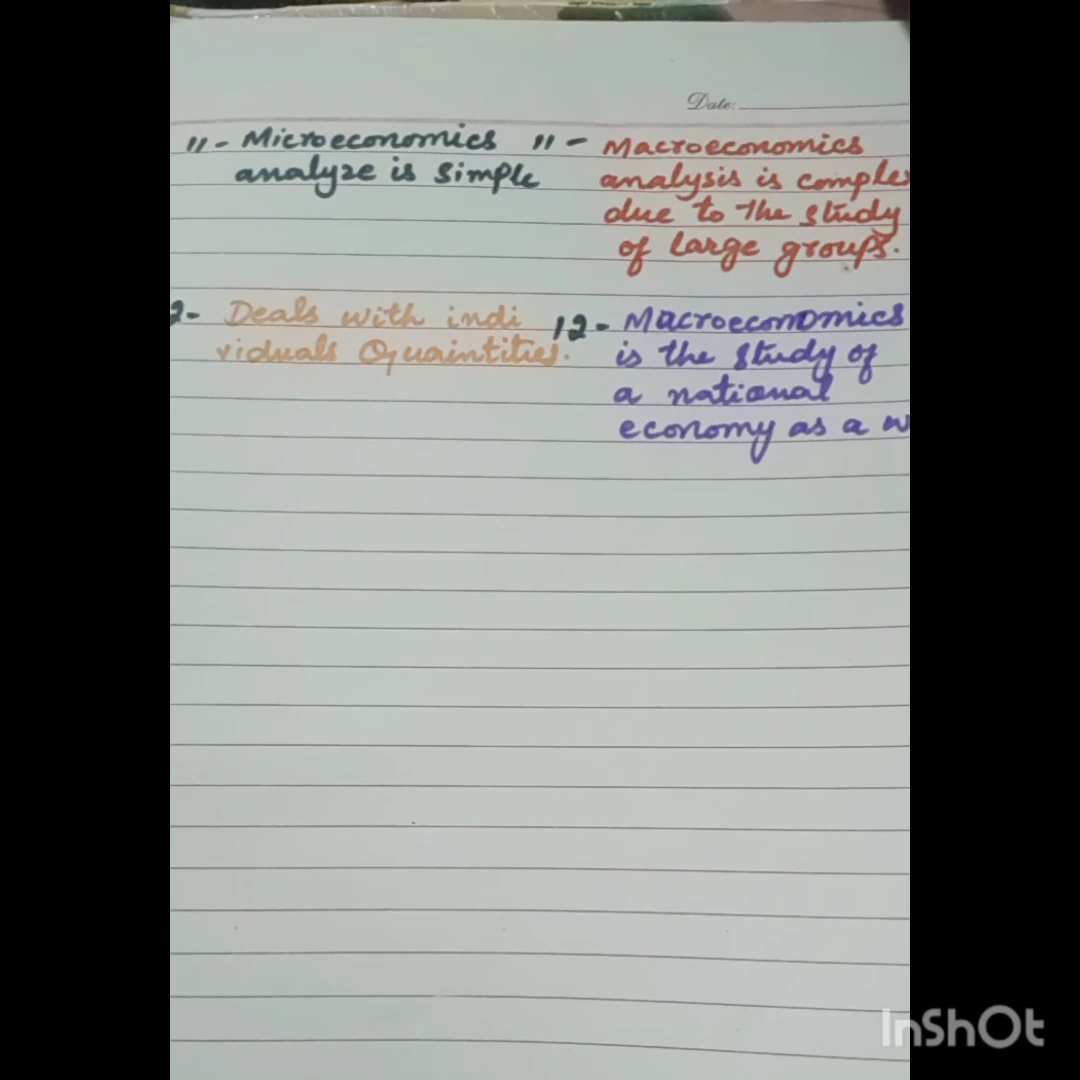 Date:
11- Microeconomics
analyze is simple
11- Macroeconomics
analysis is comple
due to the study
of large groups.
2- Deals with indi
viduals Quaintities.
12- Macroeconomics
is the study of
a national
economy as a w
InShOt